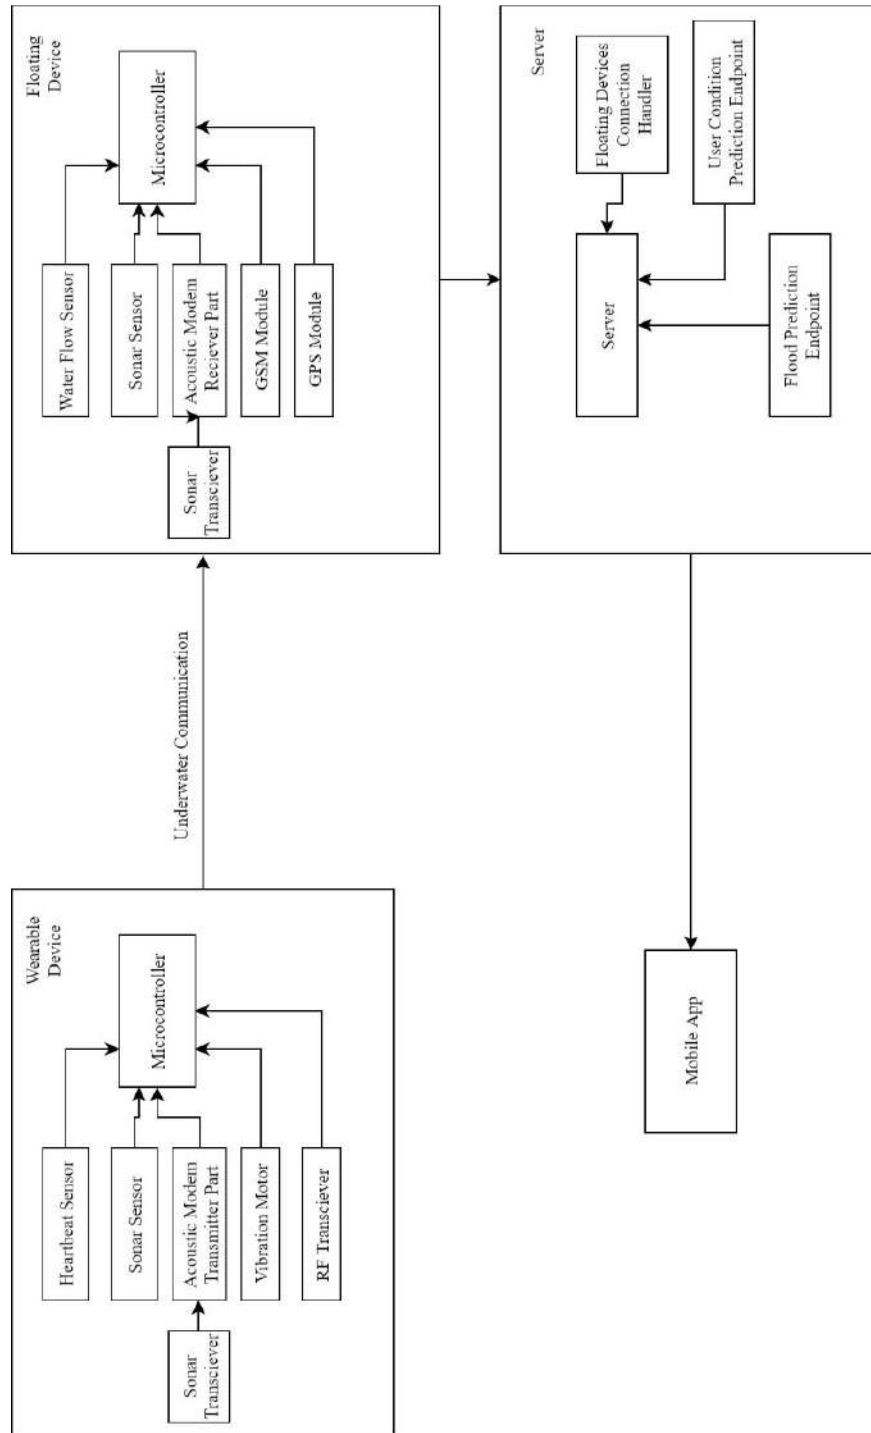 Wearable
Device
Heartbeat Sensor
Sonar Sensor
Acoustic Modem
Transmitter Part
Vibration Motor
RF Transciever
Sonar
Transciever
Microcontroller
Underwater Communication
Floating
Device
Water Flow Sensor
Sonar Sensor
Acoustic Modem
Reciever Part
GSM Module
GPS Module
Sonar
Transciever
Microcontroller
Mobile App
Server
Server
Floating Devices
Connection
Handler
User Condition
Prediction Endpoint
Flood Prediction
Endpoint